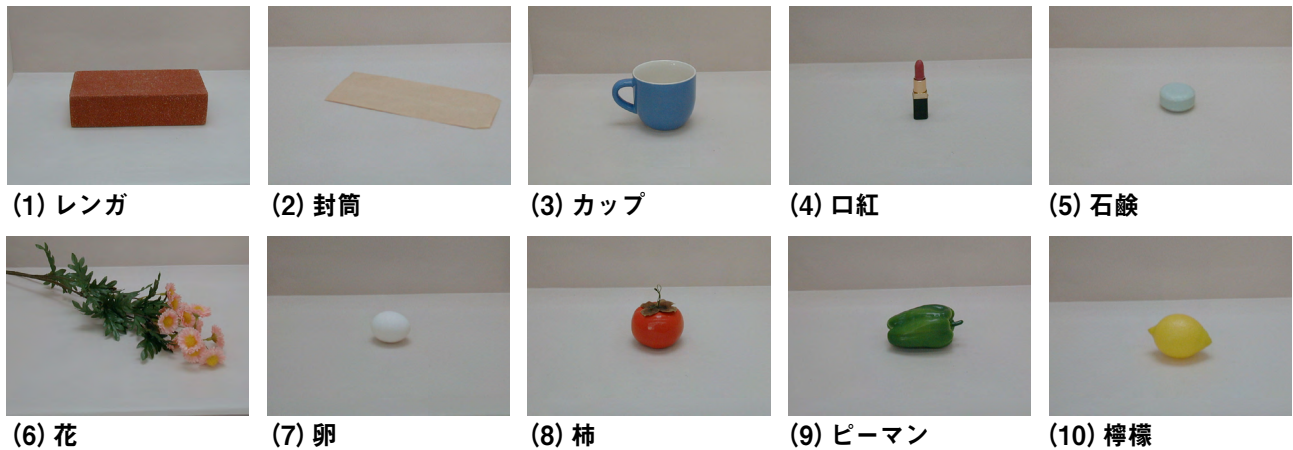 (1) レンガ
(2) 封筒
(3) カップ
(4) 口紅
(5) 石鹸
(6) 花
(7) 卵
(8) 柿
(9) ピーマン
(10) 檸檬